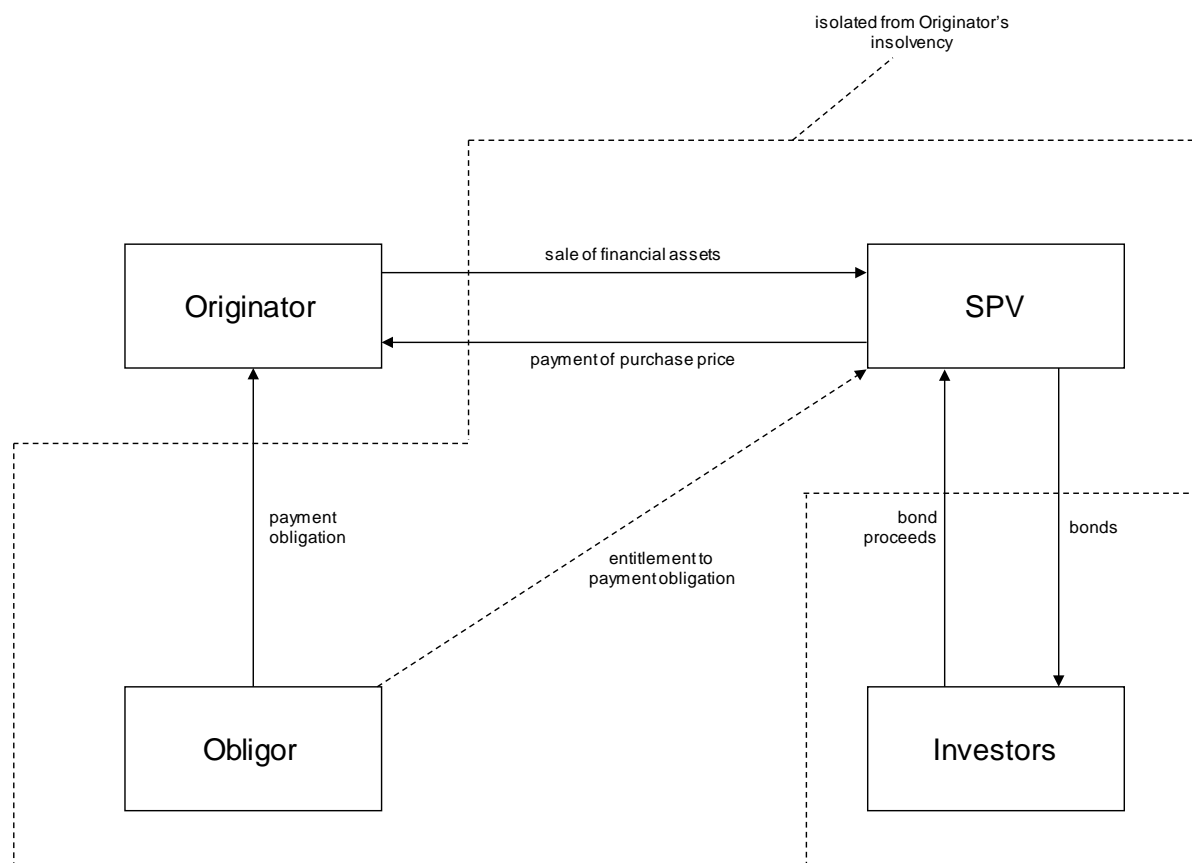 isolated from Originator's
insolvency
sale of financial assets
Originator
SPV
payment of purchase price
payment
obligation
bond
proceeds
bonds
entitlement to
payment obligation
Obligor
Investors